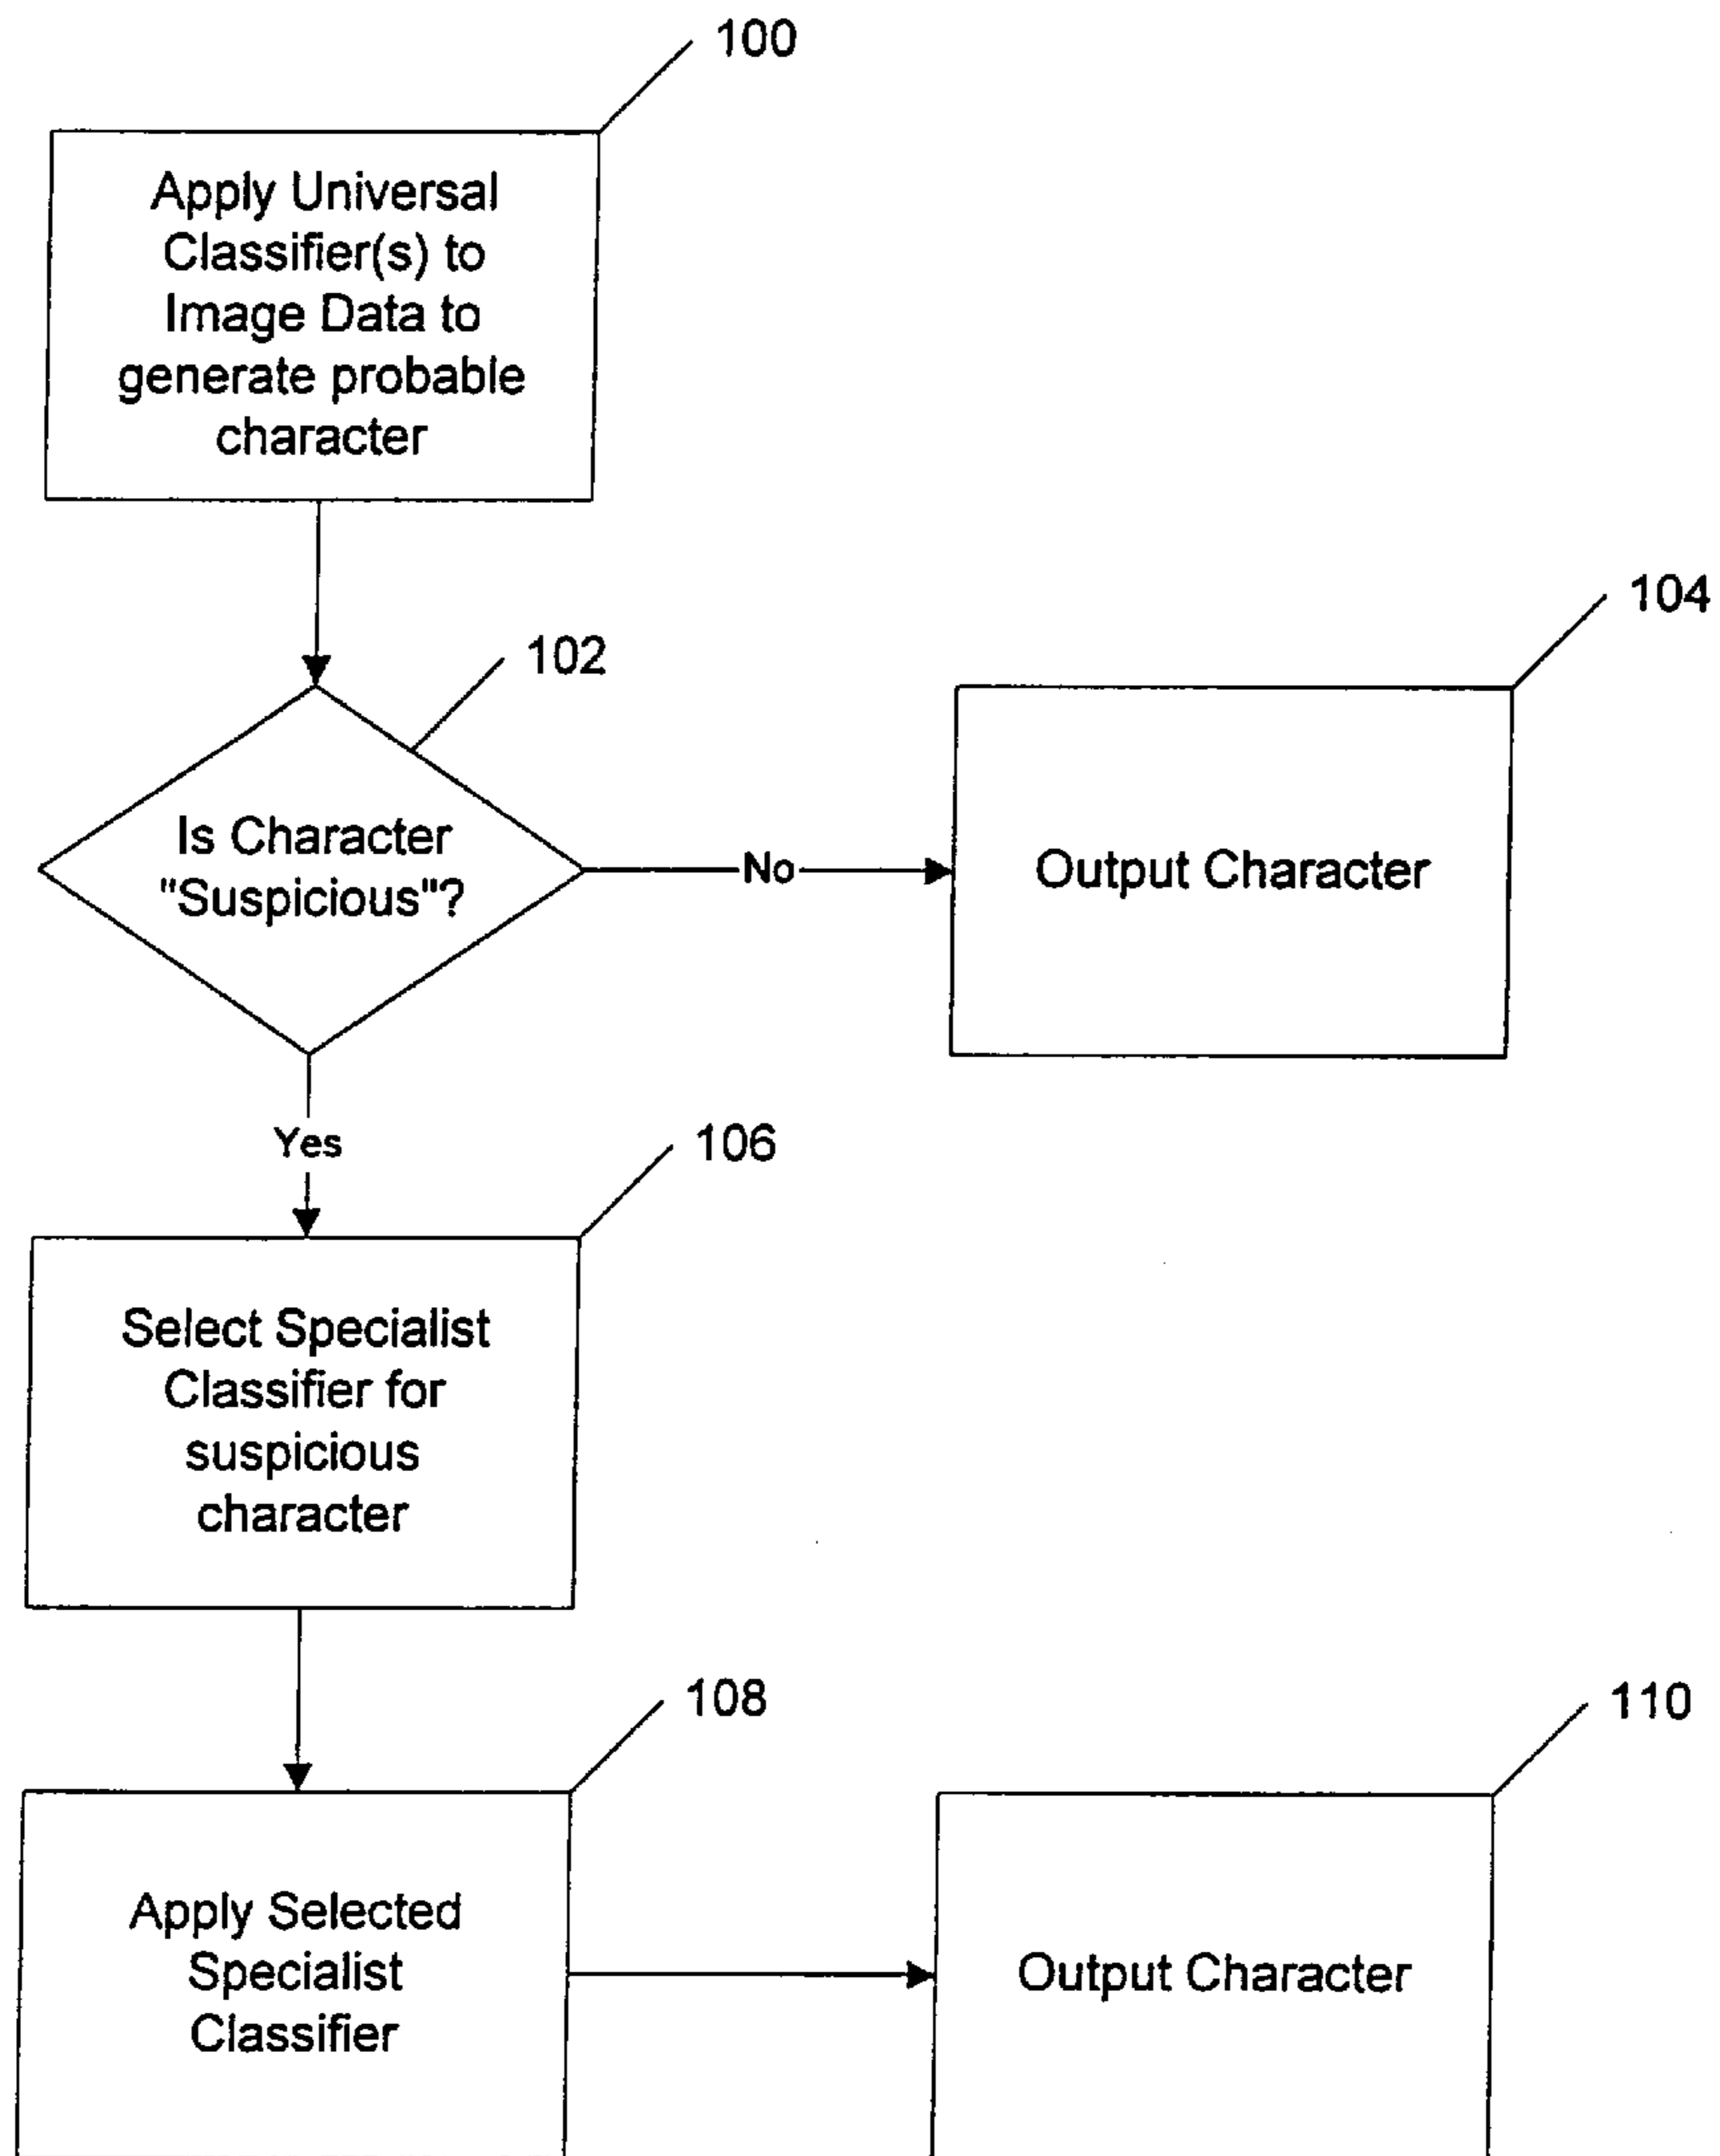 100
Apply Universal
Classifier(s) to
Image Data to
generate probable
character
102
Is Character
"Suspicious"?
No
104
Output Character
Yes
106
Select Specialist
Classifier for
suspicious
character
108
Apply Selected
Specialist
Classifier
110
Output Character